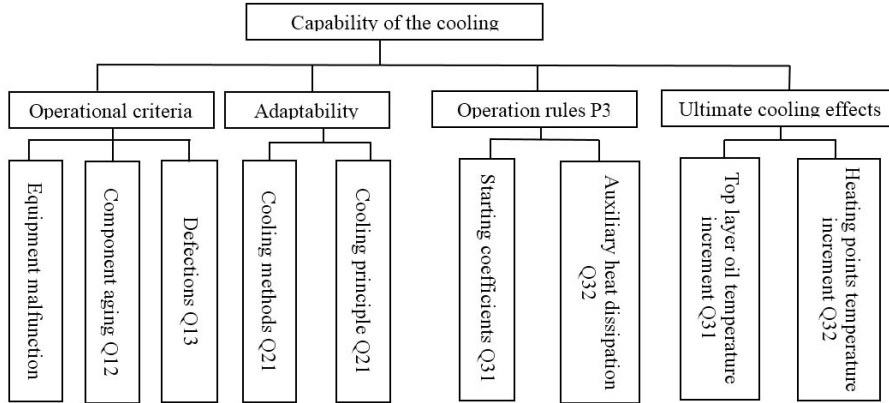 Capability of the cooling
Operational criteria
Adaptability
Operation rules P3
Ultimate cooling effects
Equipment malfunction
Component aging Q12
Defections Q13
Cooling methods Q21
Cooling principle Q21
Starting coefficients Q31
Auxiliary heat dissipation
Q32
Top layer oil temperature
increment Q31
Heating points temperature
increment Q32